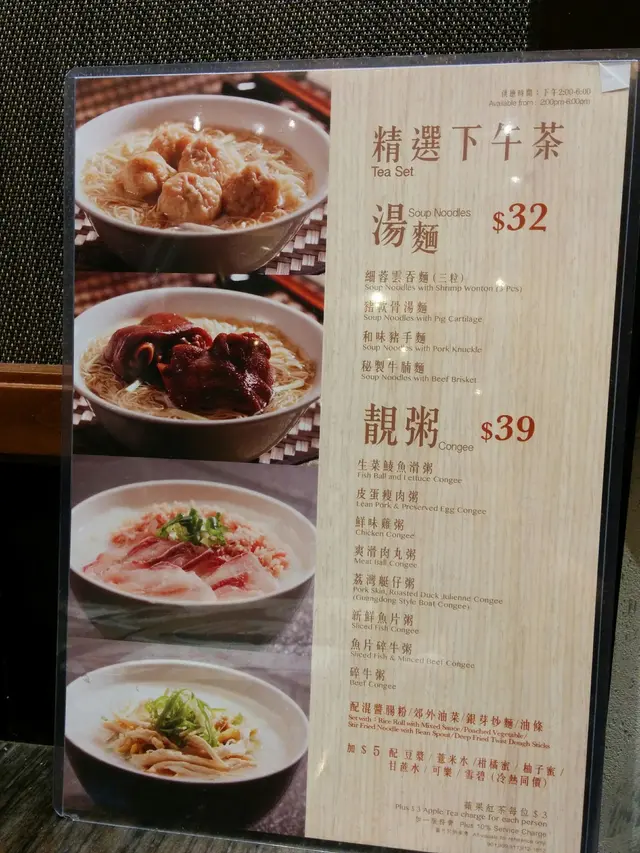 供應時間：下午2:00-6:00
Available from : 2:00pm-6:00pm
精選下午茶
Tea Set
湯麵 Soup Noodles $32
細蓉雲吞麵（三粒）
Soup Noodles with Shrimp Wonton (3 Pcs)
豬軟骨湯麵
Soup Noodles with Pig Cartilage
和味豬手麵
Soup Noodles with Pork Knuckle
秘製牛腩麵
Soup Noodles with Beef Brisket
靚粥 Congee $39
生菜鯪魚滑粥
Fish Ball and Lettuce Congee
皮蛋瘦肉粥
Lean Pork & Preserved Egg Congee
鮮味雞粥
Chicken Congee
爽滑肉丸粥
Meat Ball Congee
荔灣艇仔粥
Pork Skin, Roasted Duck Julienne Congee
(Guangdong Style Boat Congee)
新鮮魚片粥
Sliced Fish Congee
魚片碎牛粥
Sliced Fish & Minced Beef Congee
碎牛粥
Beef Congee
配混醬腸粉/郊外油菜/銀芽炒麵/油條
Set with : Rice Roll with Mixed Sauce / Poached Vegetable /
Stir Fried Noodle with Bean Spout / Deep Fried Twist Dough Sticks
加 $5 配 豆漿/薏米水/柑橘蜜/柚子蜜/
甘蔗水/可樂/雪碧（冷熱同價）
蘋果紅茶每位 $3
Plus $3 Apple Tea charge for each person
加一服務費 Plus 10% Service Charge